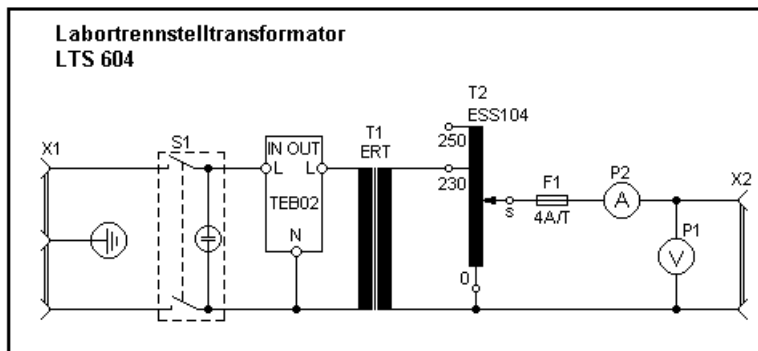 Labortrennstelltransformator
LTS 604
X1
S1
IN OUT
L L
TEB02
N
T1
ERT
T2
ESS104
250
230
0
s
F1
4A/T
P2
A
P1
V
X2